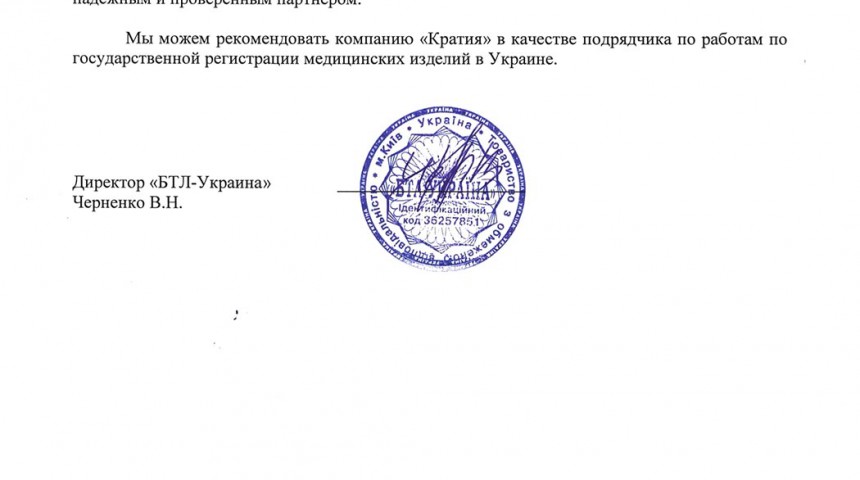 надежным и проверенным партнером.
Мы можем рекомендовать компанию «Кратия» в качестве подрядчика по работам по
государственной регистрации медицинских изделий в Украине.
Директор «БТЛ-Украина»
Черненко В.Н.
м.Київ • Україна • Товариство з обмеженою відповідальністю
"БТЛ-УКРАЇНА"
Ідентифікаційний
код 36257851